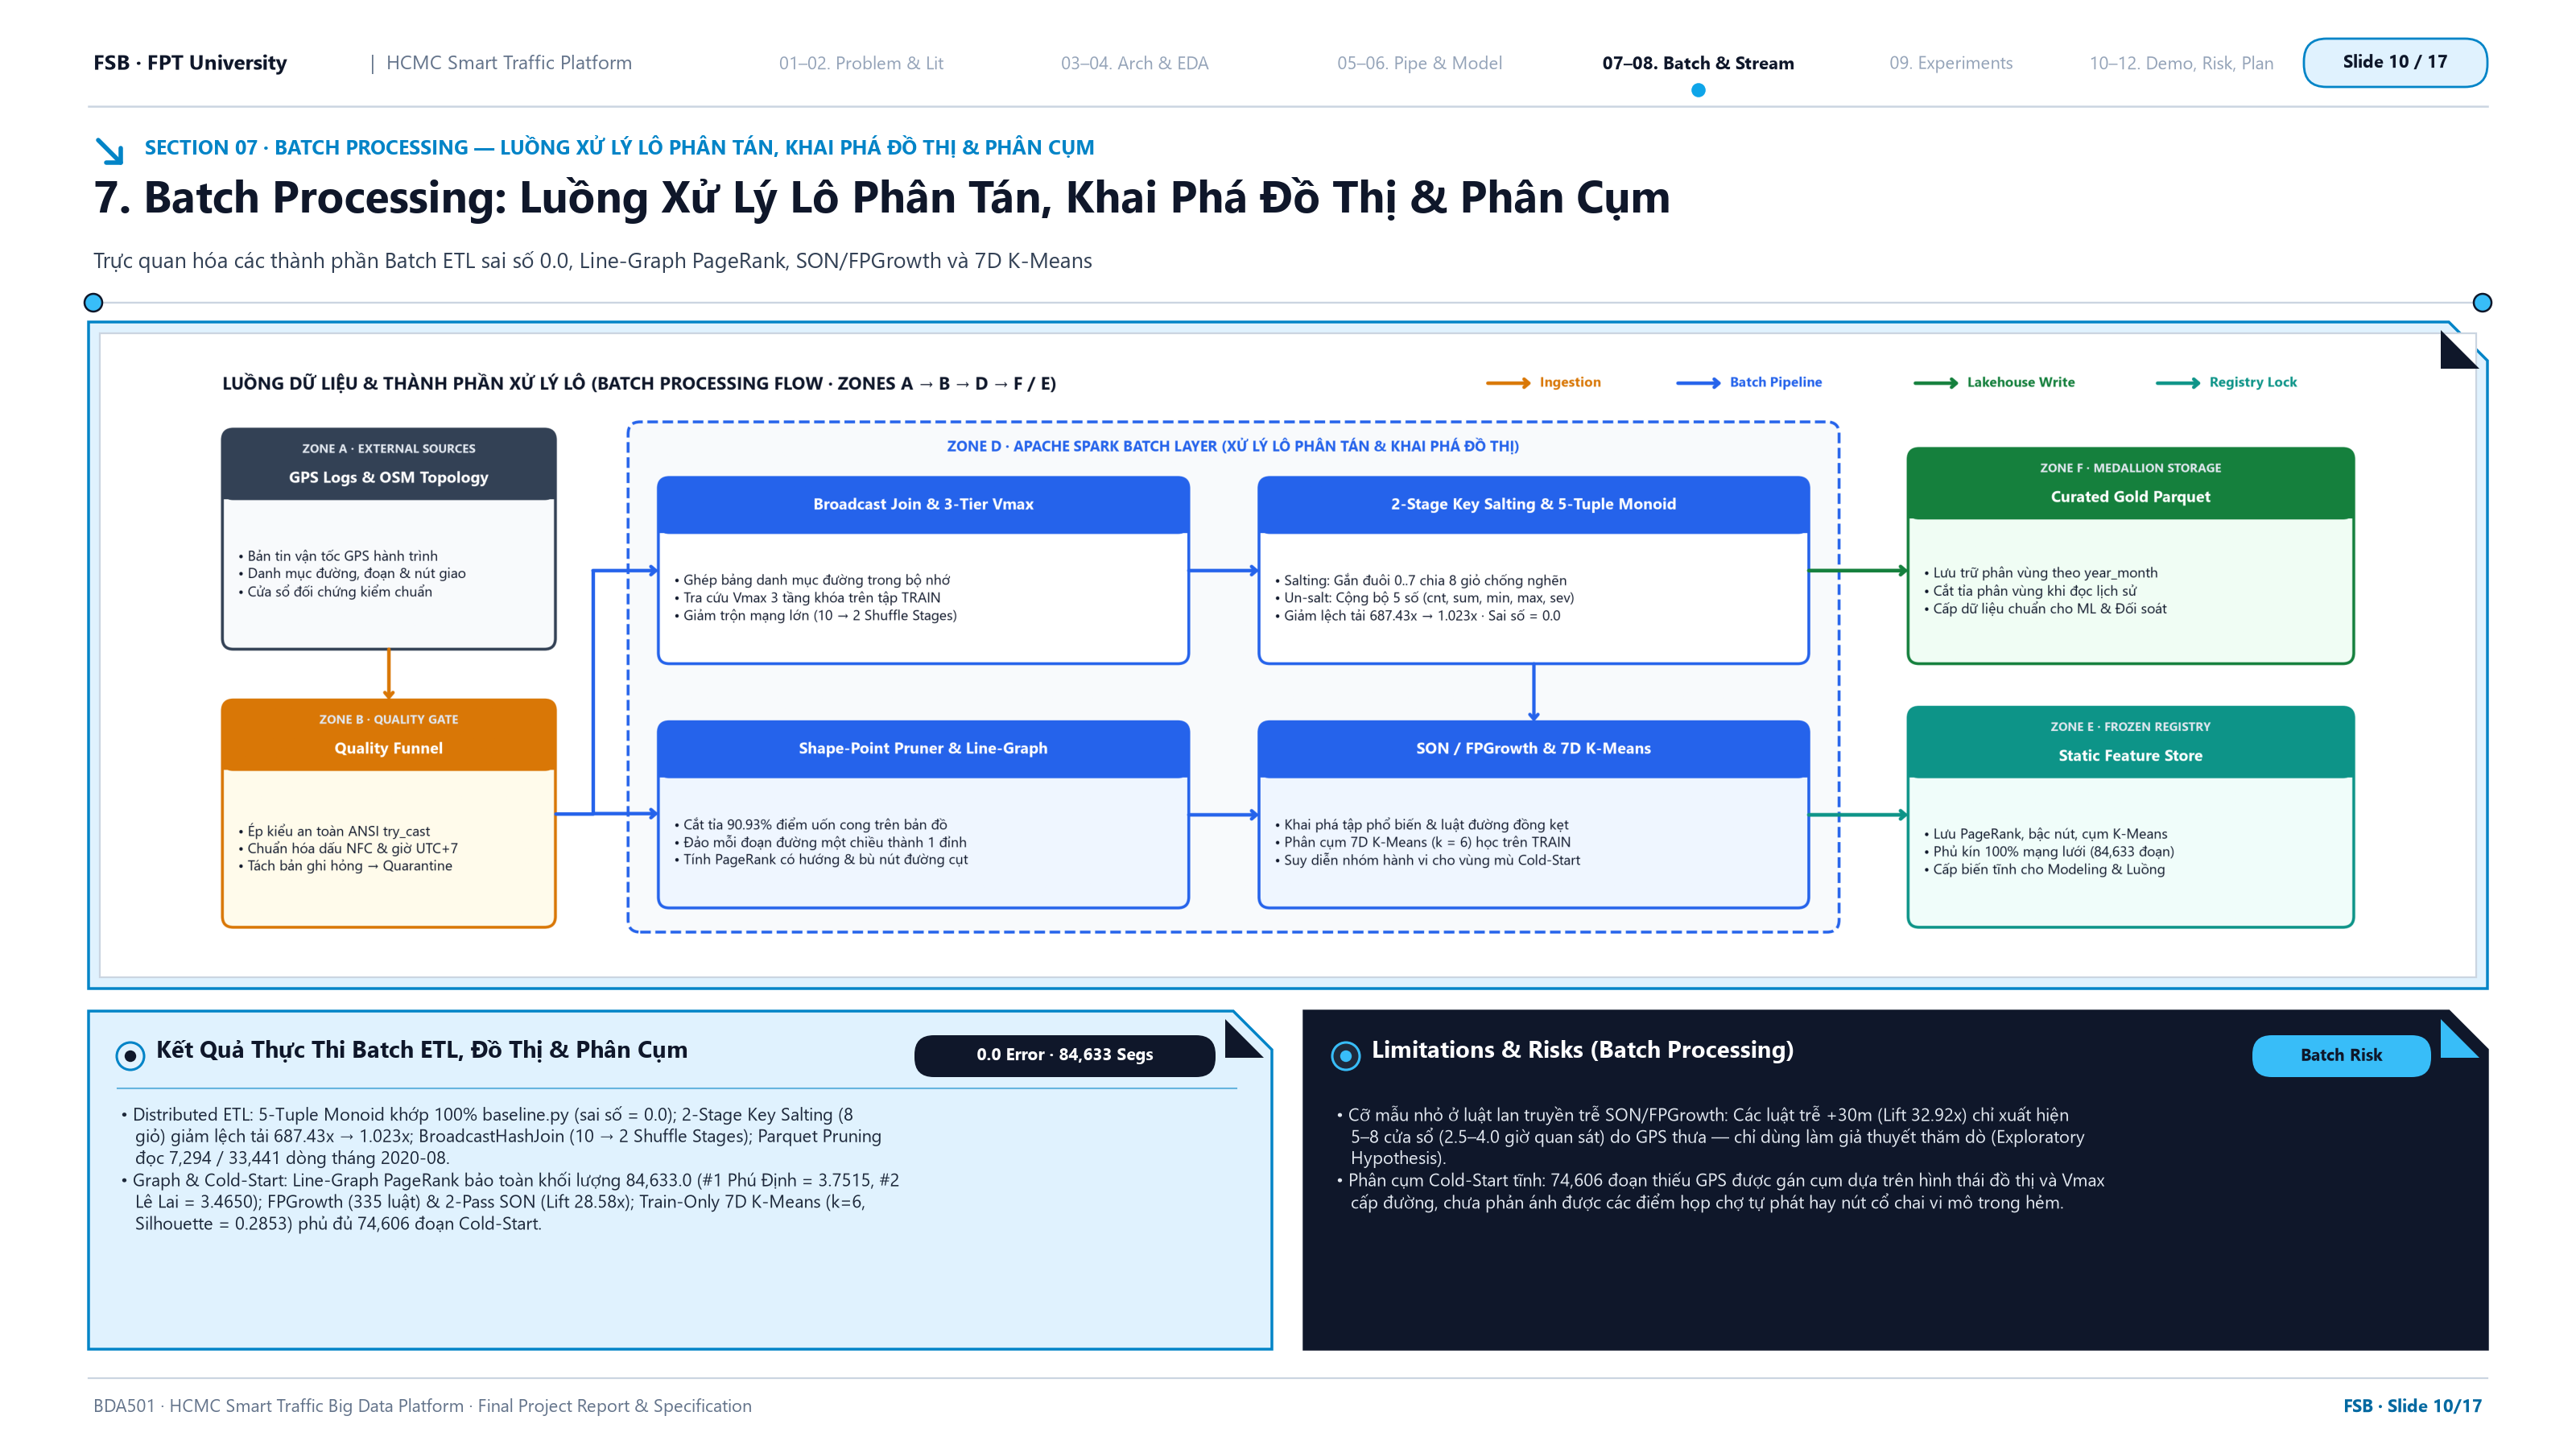 FSB · FPT University | HCMC Smart Traffic Platform 01–02. Problem & Lit 03–04. Arch & EDA 05–06. Pipe & Model 07–08. Batch & Stream 09. Experiments 10–12. Demo, Risk, Plan Slide 10 / 17
SECTION 07 · BATCH PROCESSING — LUỒNG XỬ LÝ LÔ PHÂN TÁN, KHAI PHÁ ĐỒ THỊ & PHÂN CỤM
7. Batch Processing: Luồng Xử Lý Lô Phân Tán, Khai Phá Đồ Thị & Phân Cụm
Trực quan hóa các thành phần Batch ETL sai số 0.0, Line-Graph PageRank, SON/FPGrowth và 7D K-Means
LUỒNG DỮ LIỆU & THÀNH PHẦN XỬ LÝ LÔ (BATCH PROCESSING FLOW · ZONES A → B → D → F / E)
Ingestion
Batch Pipeline
Lakehouse Write
Registry Lock
ZONE A · EXTERNAL SOURCES
GPS Logs & OSM Topology
• Bản tin vận tốc GPS hành trình
• Danh mục đường, đoạn & nút giao
• Cửa sổ đối chứng kiểm chuẩn
ZONE B · QUALITY GATE
Quality Funnel
• Ép kiểu an toàn ANSI try_cast
• Chuẩn hóa dấu NFC & giờ UTC+7
• Tách bản ghi hỏng → Quarantine
ZONE D · APACHE SPARK BATCH LAYER (XỬ LÝ LÔ PHÂN TÁN & KHAI PHÁ ĐỒ THỊ)
Broadcast Join & 3-Tier Vmax
• Ghép bảng danh mục đường trong bộ nhớ
• Tra cứu Vmax 3 tầng khóa trên tập TRAIN
• Giảm trộn mạng lớn (10 → 2 Shuffle Stages)
2-Stage Key Salting & 5-Tuple Monoid
• Salting: Gắn đuôi 0..7 chia 8 giỏ chống nghẽn
• Un-salt: Cộng bộ 5 số (cnt, sum, min, max, sev)
• Giảm lệch tải 687.43x → 1.023x · Sai số = 0.0
Shape-Point Pruner & Line-Graph
• Cắt tỉa 90.93% điểm uốn cong trên bản đồ
• Đảo mỗi đoạn đường một chiều thành 1 đỉnh
• Tính PageRank có hướng & bù nút đường cụt
SON / FPGrowth & 7D K-Means
• Khai phá tập phổ biến & luật đường đồng kẹt
• Phân cụm 7D K-Means (k = 6) học trên TRAIN
• Suy diễn nhóm hành vi cho vùng mù Cold-Start
ZONE F · MEDALLION STORAGE
Curated Gold Parquet
• Lưu trữ phân vùng theo year_month
• Cắt tỉa phân vùng khi đọc lịch sử
• Cấp dữ liệu chuẩn cho ML & Đối soát
ZONE E · FROZEN REGISTRY
Static Feature Store
• Lưu PageRank, bậc nút, cụm K-Means
• Phủ kín 100% mạng lưới (84,633 đoạn)
• Cấp biến tĩnh cho Modeling & Luồng
Kết Quả Thực Thi Batch ETL, Đồ Thị & Phân Cụm
0.0 Error · 84,633 Segs
• Distributed ETL: 5-Tuple Monoid khớp 100% baseline.py (sai số = 0.0); 2-Stage Key Salting (8
giỏ) giảm lệch tải 687.43x → 1.023x; BroadcastHashJoin (10 → 2 Shuffle Stages); Parquet Pruning
đọc 7,294 / 33,441 dòng tháng 2020-08.
• Graph & Cold-Start: Line-Graph PageRank bảo toàn khối lượng 84,633.0 (#1 Phú Định = 3.7515, #2
Lê Lai = 3.4650); FPGrowth (335 luật) & 2-Pass SON (Lift 28.58x); Train-Only 7D K-Means (k=6,
Silhouette = 0.2853) phủ đủ 74,606 đoạn Cold-Start.
Limitations & Risks (Batch Processing)
Batch Risk
• Cỡ mẫu nhỏ ở luật lan truyền trễ SON/FPGrowth: Các luật trễ +30m (Lift 32.92x) chỉ xuất hiện
5–8 cửa sổ (2.5–4.0 giờ quan sát) do GPS thưa — chỉ dùng làm giả thuyết thăm dò (Exploratory
Hypothesis).
• Phân cụm Cold-Start tĩnh: 74,606 đoạn thiếu GPS được gán cụm dựa trên hình thái đồ thị và Vmax
cấp đường, chưa phản ánh được các điểm họp chợ tự phát hay nút cổ chai vi mô trong hẻm.
BDA501 · HCMC Smart Traffic Big Data Platform · Final Project Report & Specification
FSB · Slide 10/17